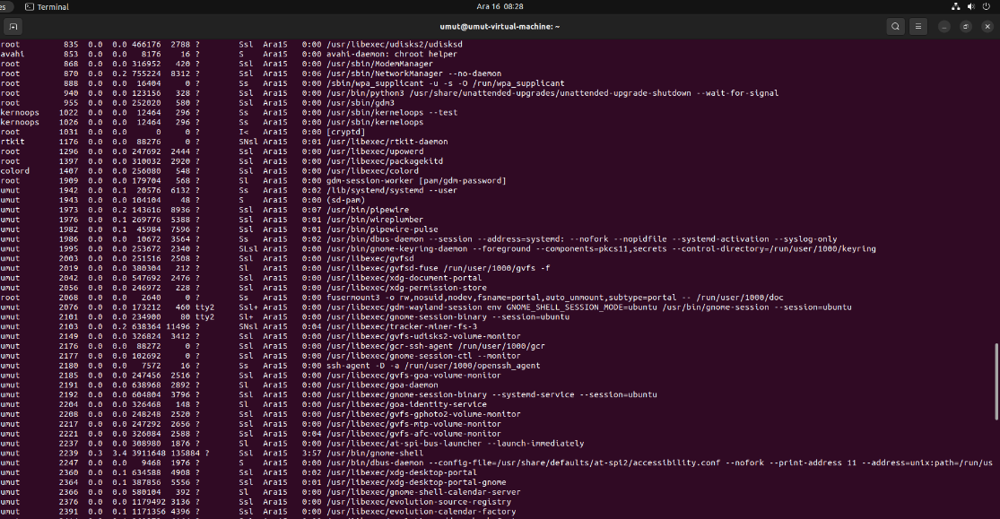 es Terminal Ara 16 08:28
umut@umut-virtual-machine: ~
root 835 0.0 0.0 466176 2788 ? Ssl Ara15 0:00 /usr/libexec/udisks2/udisksd
avahi 853 0.0 0.0 8176 16 ? S Ara15 0:00 avahi-daemon: chroot helper
root 868 0.0 0.0 316952 420 ? Ssl Ara15 0:00 /usr/sbin/ModemManager
root 870 0.0 0.2 755224 8312 ? Ssl Ara15 0:06 /usr/sbin/NetworkManager --no-daemon
root 888 0.0 0.0 16404 0 ? Ss Ara15 0:00 /sbin/wpa_supplicant -u -s -O /run/wpa_supplicant
root 940 0.0 0.0 123156 328 ? Ssl Ara15 0:00 /usr/bin/python3 /usr/share/unattended-upgrades/unattended-upgrade-shutdown --wait-for-signal
root 955 0.0 0.0 252020 580 ? Ssl Ara15 0:00 /usr/sbin/gdm3
kernoops 1022 0.0 0.0 12464 296 ? Ss Ara15 0:00 /usr/sbin/kerneloops --test
kernoops 1026 0.0 0.0 12464 296 ? Ss Ara15 0:00 /usr/sbin/kerneloops
root 1031 0.0 0.0 0 0 ? I< Ara15 0:00 [cryptd]
rtkit 1176 0.0 0.0 88276 0 ? SNsl Ara15 0:01 /usr/libexec/rtkit-daemon
root 1296 0.0 0.0 247692 2444 ? Ssl Ara15 0:00 /usr/libexec/upowerd
root 1397 0.0 0.0 310032 2920 ? Ssl Ara15 0:00 /usr/libexec/packagekitd
colord 1407 0.0 0.0 256080 548 ? Ssl Ara15 0:00 /usr/libexec/colord
root 1909 0.0 0.0 179704 568 ? Sl Ara15 0:00 gdm-session-worker [pam/gdm-password]
umut 1942 0.0 0.1 20576 6132 ? Ss Ara15 0:02 /lib/systemd/systemd --user
umut 1943 0.0 0.0 104104 48 ? S Ara15 0:00 (sd-pam)
umut 1973 0.0 0.2 143616 8936 ? Ssl Ara15 0:07 /usr/bin/pipewire
umut 1976 0.0 0.1 269776 5388 ? Ssl Ara15 0:01 /usr/bin/wireplumber
umut 1982 0.0 0.1 45984 7596 ? Ssl Ara15 0:01 /usr/bin/pipewire-pulse
umut 1986 0.0 0.0 10672 3564 ? Ss Ara15 0:02 /usr/bin/dbus-daemon --session --address=systemd: --nofork --nopidfile --systemd-activation --syslog-only
umut 1995 0.0 0.0 253672 2340 ? SLsl Ara15 0:00 /usr/bin/gnome-keyring-daemon --foreground --components=pkcs11,secrets --control-directory=/run/user/1000/keyring
umut 2003 0.0 0.0 251516 2508 ? Ssl Ara15 0:00 /usr/libexec/gvfsd
umut 2019 0.0 0.0 380304 212 ? Sl Ara15 0:00 /usr/libexec/gvfsd-fuse /run/user/1000/gvfs -f
umut 2042 0.0 0.0 547692 2476 ? Ssl Ara15 0:00 /usr/libexec/xdg-document-portal
umut 2056 0.0 0.0 246972 228 ? Ssl Ara15 0:00 /usr/libexec/xdg-permission-store
root 2068 0.0 0.0 2640 0 ? Ss Ara15 0:00 fusermount3 -o rw,nosuid,nodev,fsname=portal,auto_unmount,subtype=portal -- /run/user/1000/doc
umut 2076 0.0 0.0 173212 460 tty2 Ssl+ Ara15 0:00 /usr/libexec/gdm-wayland-session env GNOME_SHELL_SESSION_MODE=ubuntu /usr/bin/gnome-session --session=ubuntu
umut 2101 0.0 0.0 234900 80 tty2 Sl+ Ara15 0:00 /usr/libexec/gnome-session-binary --session=ubuntu
umut 2103 0.0 0.2 638364 11496 ? SNsl Ara15 0:04 /usr/libexec/tracker-miner-fs-3
umut 2149 0.0 0.0 326824 3412 ? Ssl Ara15 0:00 /usr/libexec/gvfs-udisks2-volume-monitor
umut 2176 0.0 0.0 88272 0 ? Ssl Ara15 0:00 /usr/libexec/gcr-ssh-agent /run/user/1000/gcr
umut 2177 0.0 0.0 102692 0 ? Ssl Ara15 0:00 /usr/libexec/gnome-session-ctl --monitor
umut 2180 0.0 0.0 7572 16 ? Ss Ara15 0:00 ssh-agent -D -a /run/user/1000/openssh_agent
umut 2185 0.0 0.0 247456 2516 ? Ssl Ara15 0:00 /usr/libexec/gvfs-goa-volume-monitor
umut 2191 0.0 0.0 638968 2892 ? Sl Ara15 0:00 /usr/libexec/goa-daemon
umut 2192 0.0 0.0 604804 3796 ? Ssl Ara15 0:00 /usr/libexec/gnome-session-binary --systemd-service --session=ubuntu
umut 2204 0.0 0.0 326468 148 ? Sl Ara15 0:00 /usr/libexec/goa-identity-service
umut 2208 0.0 0.0 248248 2520 ? Ssl Ara15 0:00 /usr/libexec/gvfs-gphoto2-volume-monitor
umut 2217 0.0 0.0 247292 2656 ? Ssl Ara15 0:00 /usr/libexec/gvfs-mtp-volume-monitor
umut 2221 0.0 0.0 326084 2588 ? Ssl Ara15 0:04 /usr/libexec/gvfs-afc-volume-monitor
umut 2237 0.0 0.0 308980 1876 ? Sl Ara15 0:00 /usr/libexec/at-spi-bus-launcher --launch-immediately
umut 2239 0.3 3.4 3911648 135884 ? Ssl Ara15 3:57 /usr/bin/gnome-shell
umut 2247 0.0 0.0 9468 1976 ? S Ara15 0:00 /usr/bin/dbus-daemon --config-file=/usr/share/defaults/at-spi2/accessibility.conf --nofork --print-address 11 --address=unix:path=/run/us
umut 2360 0.0 0.1 634588 4908 ? Ssl Ara15 0:02 /usr/libexec/xdg-desktop-portal
umut 2364 0.0 0.1 387856 5556 ? Ssl Ara15 0:01 /usr/libexec/xdg-desktop-portal-gnome
umut 2366 0.0 0.0 580104 392 ? Sl Ara15 0:00 /usr/libexec/gnome-shell-calendar-server
umut 2376 0.0 0.0 1179492 3136 ? Ssl Ara15 0:00 /usr/libexec/evolution-source-registry
umut 2391 0.0 0.1 1171356 4396 ? Ssl Ara15 0:00 /usr/libexec/evolution-calendar-factory